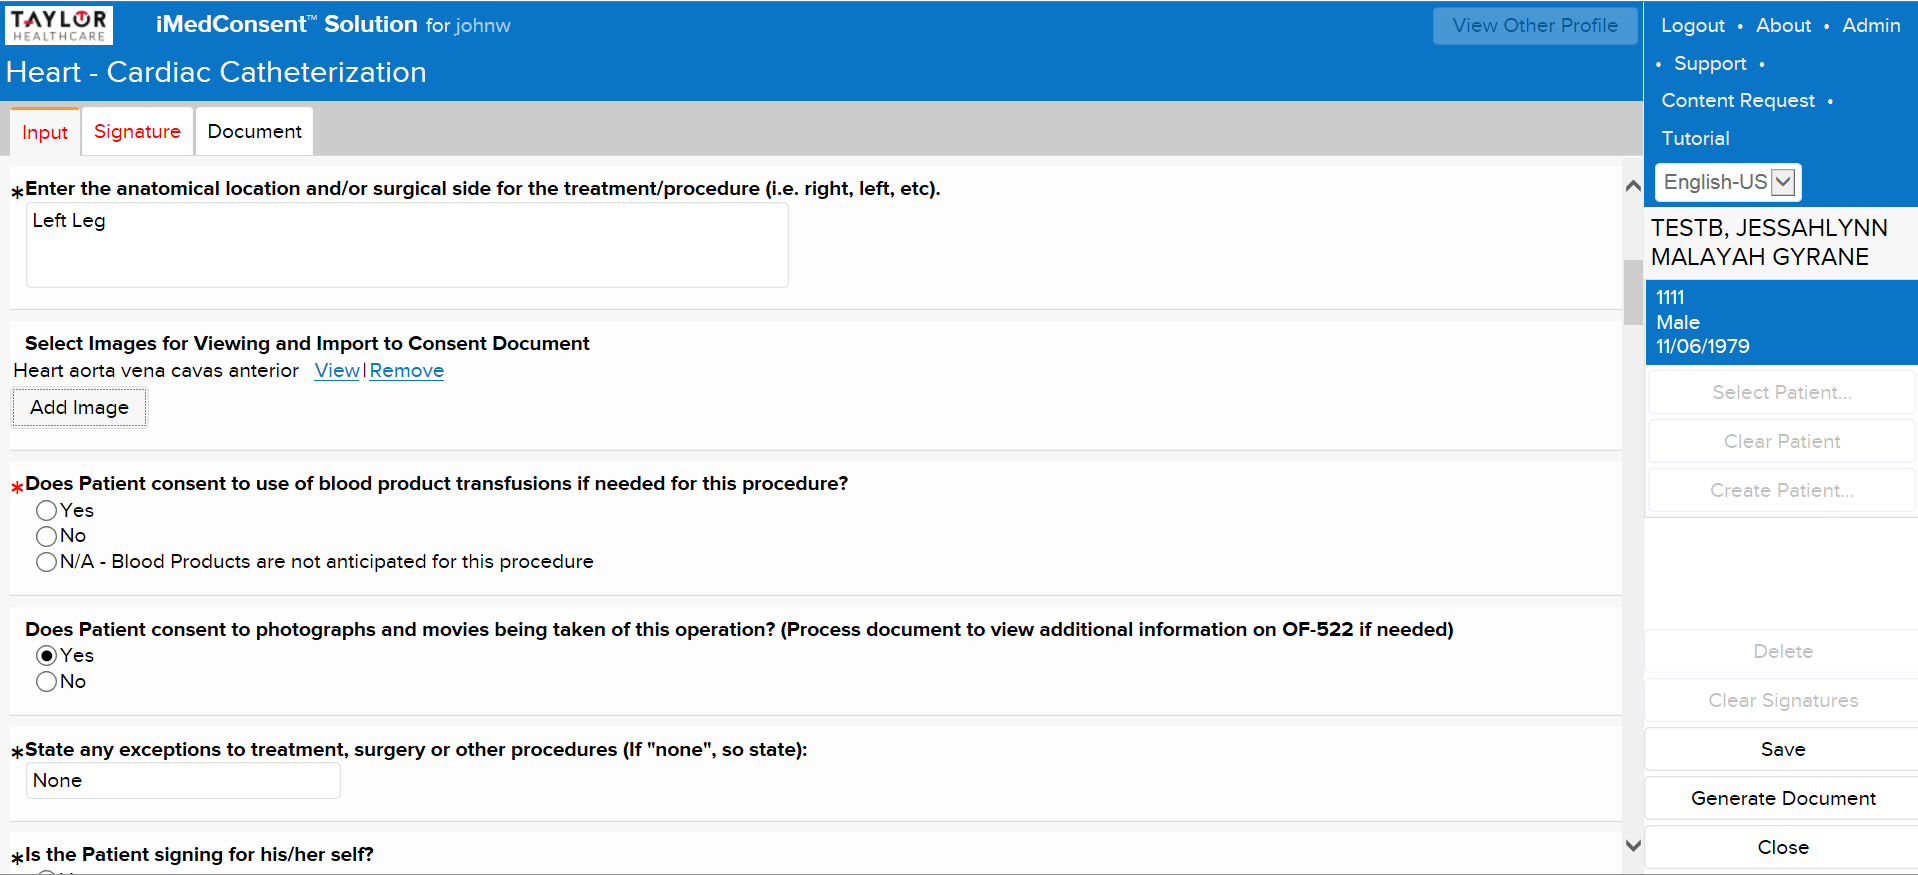 TAYLOR
HEALTHCARE
iMedConsent™ Solution for johnw
View Other Profile
Heart - Cardiac Catheterization
Logout • About • Admin
• Support •
Content Request •
Tutorial
English-US
Input
Signature
Document
*Enter the anatomical location and/or surgical side for the treatment/procedure (i.e. right, left, etc).
Left Leg
Select Images for Viewing and Import to Consent Document
Heart aorta vena cavas anterior View | Remove
Add Image
*Does Patient consent to use of blood product transfusions if needed for this procedure?
Yes
No
N/A - Blood Products are not anticipated for this procedure
Does Patient consent to photographs and movies being taken of this operation? (Process document to view additional information on OF-522 if needed)
Yes
No
*State any exceptions to treatment, surgery or other procedures (If "none", so state):
None
*Is the Patient signing for his/her self?
TESTB, JESSAHLYNN
MALAYAH GYRANE
1111
Male
11/06/1979
Select Patient...
Clear Patient
Create Patient...
Delete
Clear Signatures
Save
Generate Document
Close